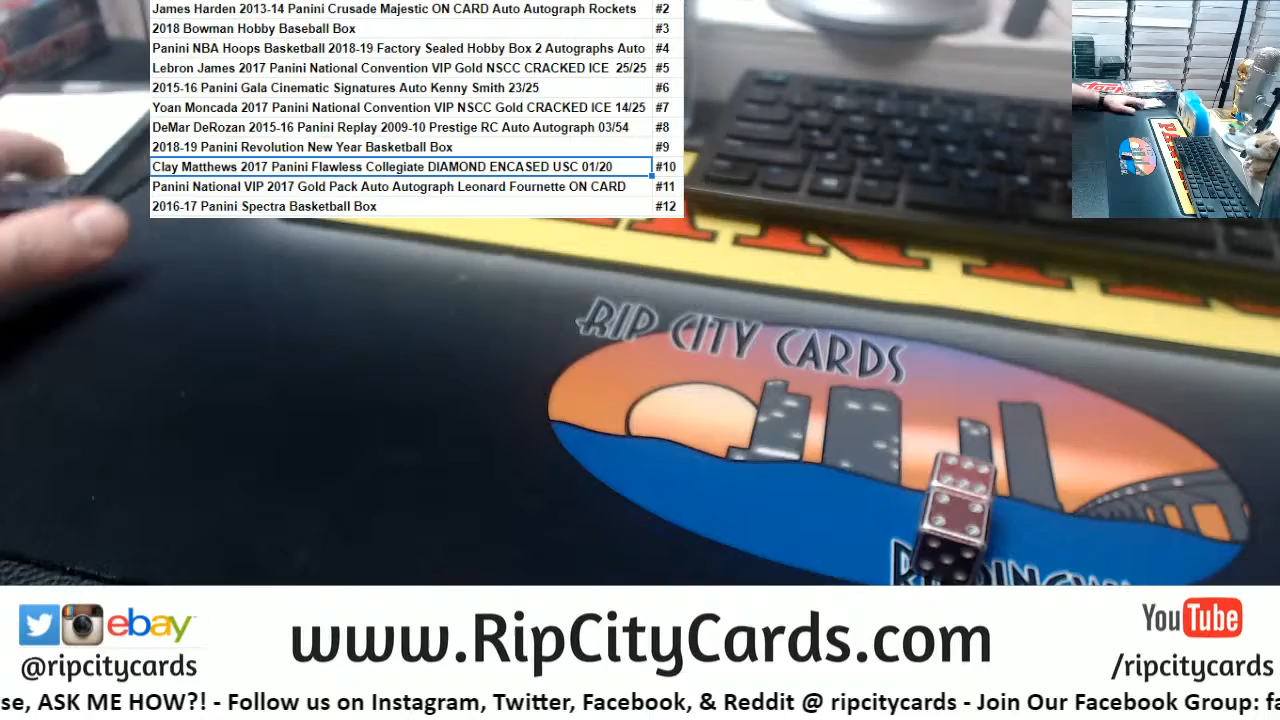 James Harden 2013-14 Panini Crusade Majestic ON CARD Auto Autograph Rockets #2
2018 Bowman Hobby Baseball Box #3
Panini NBA Hoops Basketball 2018-19 Factory Sealed Hobby Box 2 Autographs Auto #4
Lebron James 2017 Panini National Convention VIP Gold NSCC CRACKED ICE 25/25 #5
2015-16 Panini Gala Cinematic Signatures Auto Kenny Smith 23/25 #6
Yoan Moncada 2017 Panini National Convention VIP NSCC Gold CRACKED ICE 14/25 #7
DeMar DeRozan 2015-16 Panini Replay 2009-10 Prestige RC Auto Autograph 03/54 #8
2018-19 Panini Revolution New Year Basketball Box #9
Clay Matthews 2017 Panini Flawless Collegiate DIAMOND ENCASED USC 01/20 #10
Panini National VIP 2017 Gold Pack Auto Autograph Leonard Fournette ON CARD #11
2016-17 Panini Spectra Basketball Box #12
RIP CITY CARDS
ebay
@ripcitycards
www.RipCityCards.com
YouTube
/ripcitycards
se, ASK ME HOW?! - Follow us on Instagram, Twitter, Facebook, & Reddit @ ripcitycards - Join Our Facebook Group: fa